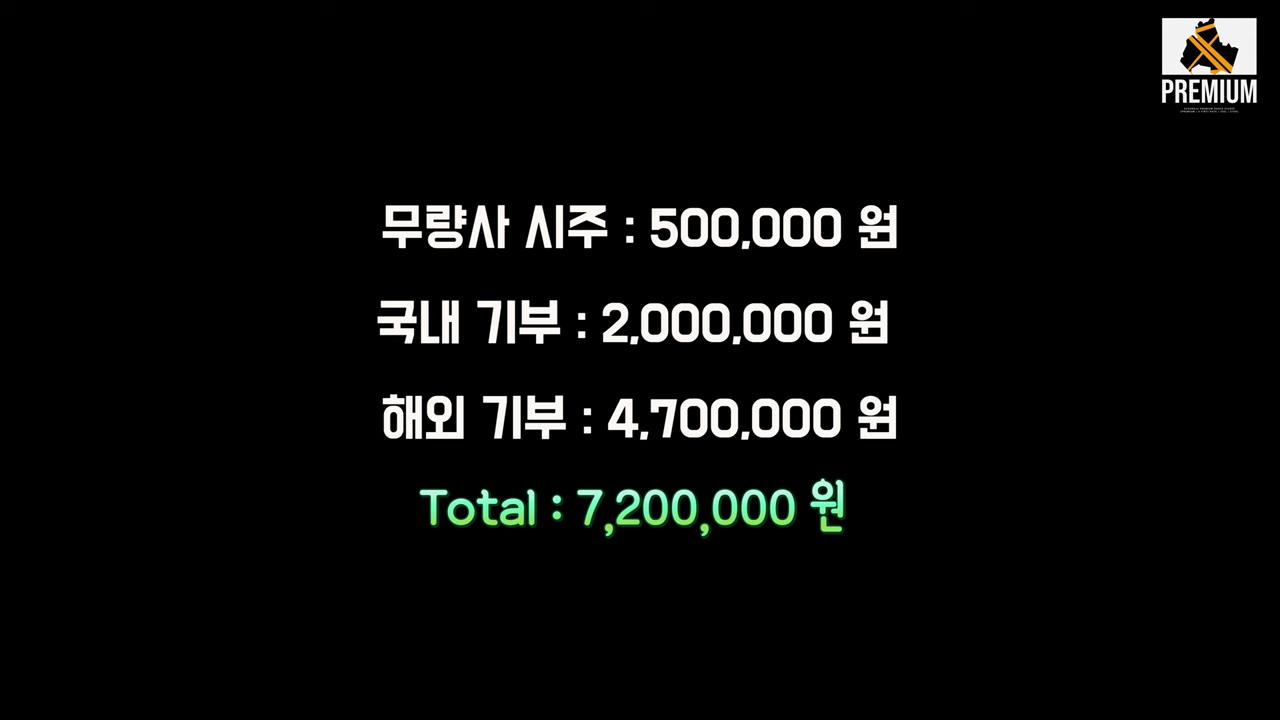 PREMIUM
무량사 시주 : 500,000 원
국내 기부 : 2,000,000 원
해외 기부 : 4,700,000 원
Total : 7,200,000 원